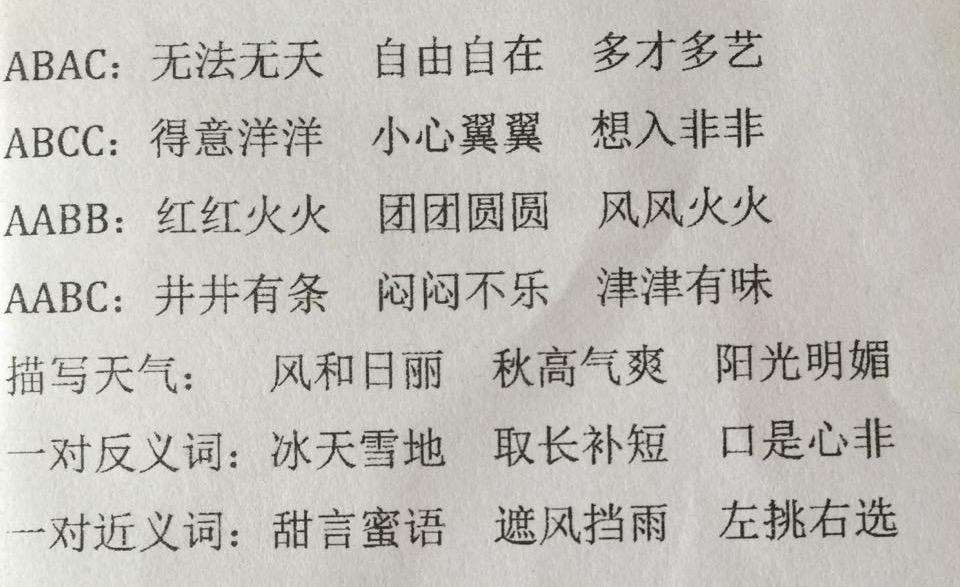 ABAC：无法无天 自由自在 多才多艺
ABCC：得意洋洋 小心翼翼 想入非非
AABB：红红火火 团团圆圆 风风火火
AABC：井井有条 闷闷不乐 津津有味
描写天气： 风和日丽 秋高气爽 阳光明媚
一对反义词：冰天雪地 取长补短 口是心非
一对近义词：甜言蜜语 遮风挡雨 左挑右选